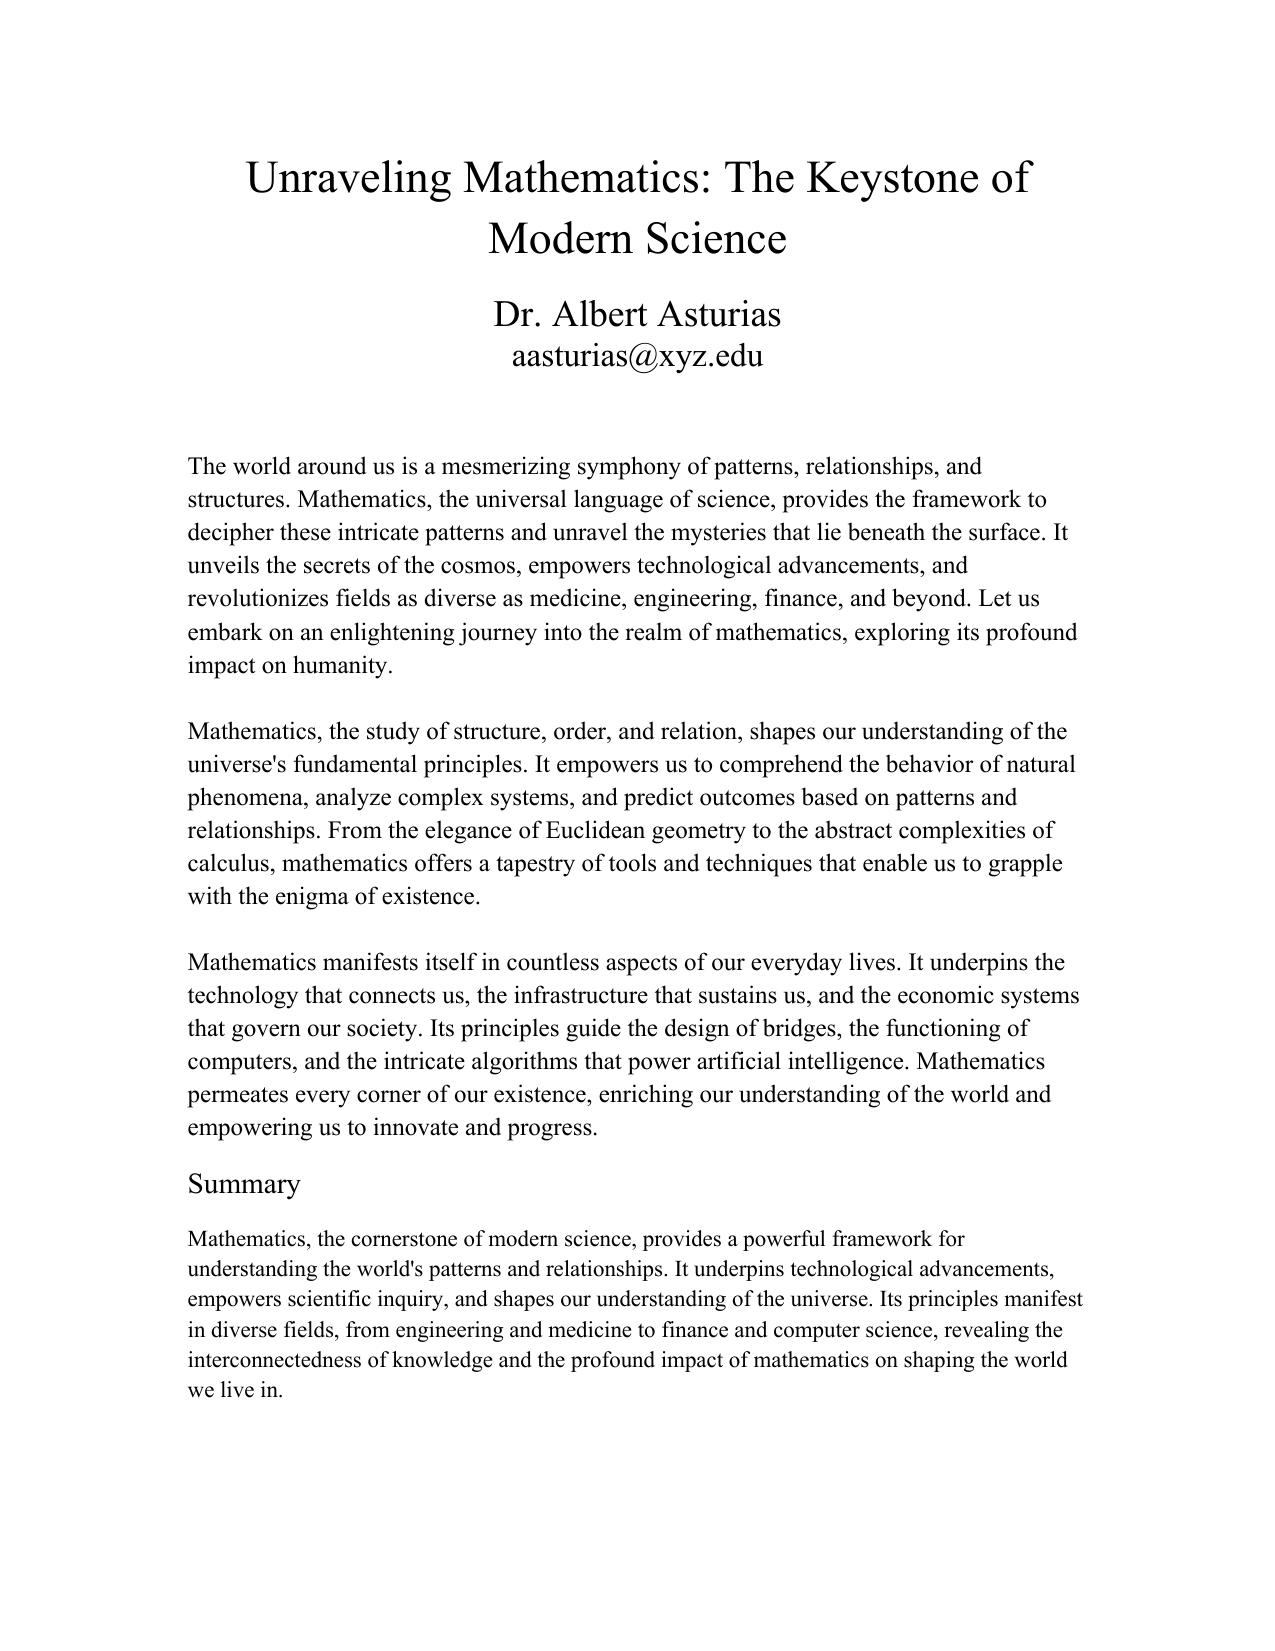 Unraveling Mathematics: The Keystone of
Modern Science
Dr. Albert Asturias
aasturias@xyz.edu
The world around us is a mesmerizing symphony of patterns, relationships, and
structures. Mathematics, the universal language of science, provides the framework to
decipher these intricate patterns and unravel the mysteries that lie beneath the surface. It
unveils the secrets of the cosmos, empowers technological advancements, and
revolutionizes fields as diverse as medicine, engineering, finance, and beyond. Let us
embark on an enlightening journey into the realm of mathematics, exploring its profound
impact on humanity.
Mathematics, the study of structure, order, and relation, shapes our understanding of the
universe's fundamental principles. It empowers us to comprehend the behavior of natural
phenomena, analyze complex systems, and predict outcomes based on patterns and
relationships. From the elegance of Euclidean geometry to the abstract complexities of
calculus, mathematics offers a tapestry of tools and techniques that enable us to grapple
with the enigma of existence.
Mathematics manifests itself in countless aspects of our everyday lives. It underpins the
technology that connects us, the infrastructure that sustains us, and the economic systems
that govern our society. Its principles guide the design of bridges, the functioning of
computers, and the intricate algorithms that power artificial intelligence. Mathematics
permeates every corner of our existence, enriching our understanding of the world and
empowering us to innovate and progress.
Summary
Mathematics, the cornerstone of modern science, provides a powerful framework for
understanding the world's patterns and relationships. It underpins technological advancements,
empowers scientific inquiry, and shapes our understanding of the universe. Its principles manifest
in diverse fields, from engineering and medicine to finance and computer science, revealing the
interconnectedness of knowledge and the profound impact of mathematics on shaping the world
we live in.